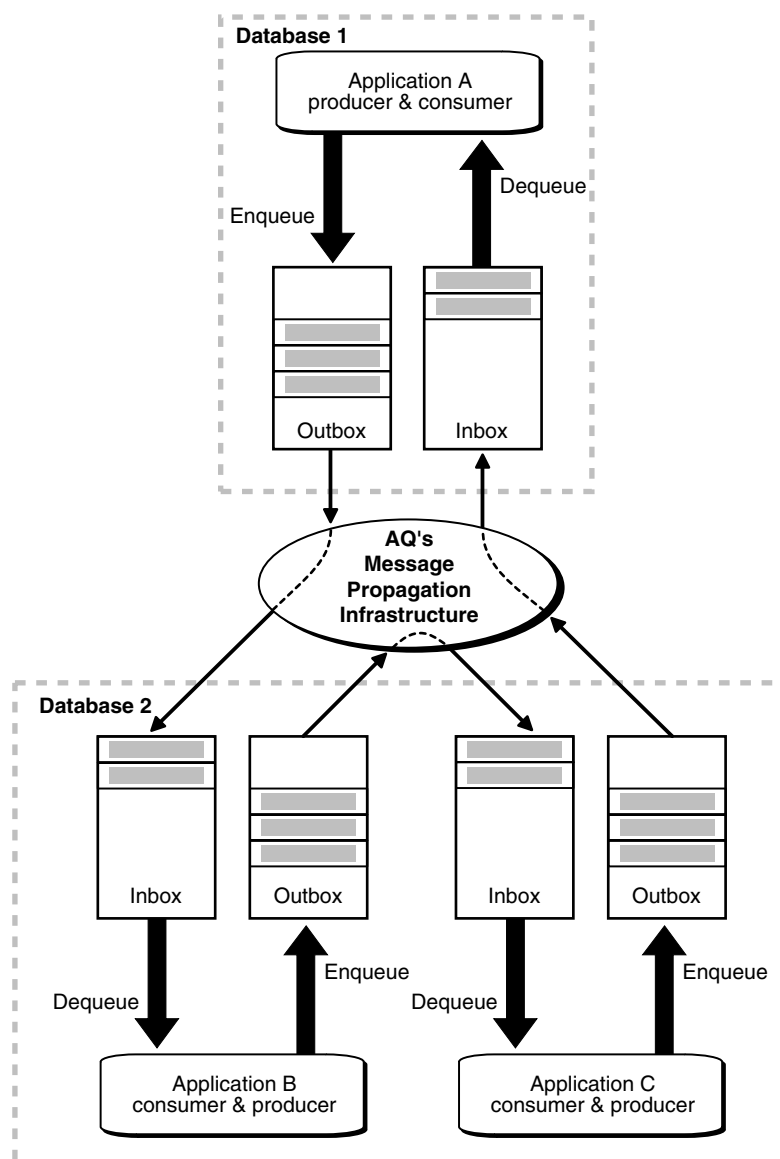 Database 1
Application A
producer & consumer
Enqueue
Dequeue
Outbox
Inbox
AQ's
Message
Propagation
Infrastructure
Database 2
Inbox
Outbox
Inbox
Outbox
Dequeue
Enqueue
Dequeue
Enqueue
Application B
consumer & producer
Application C
consumer & producer